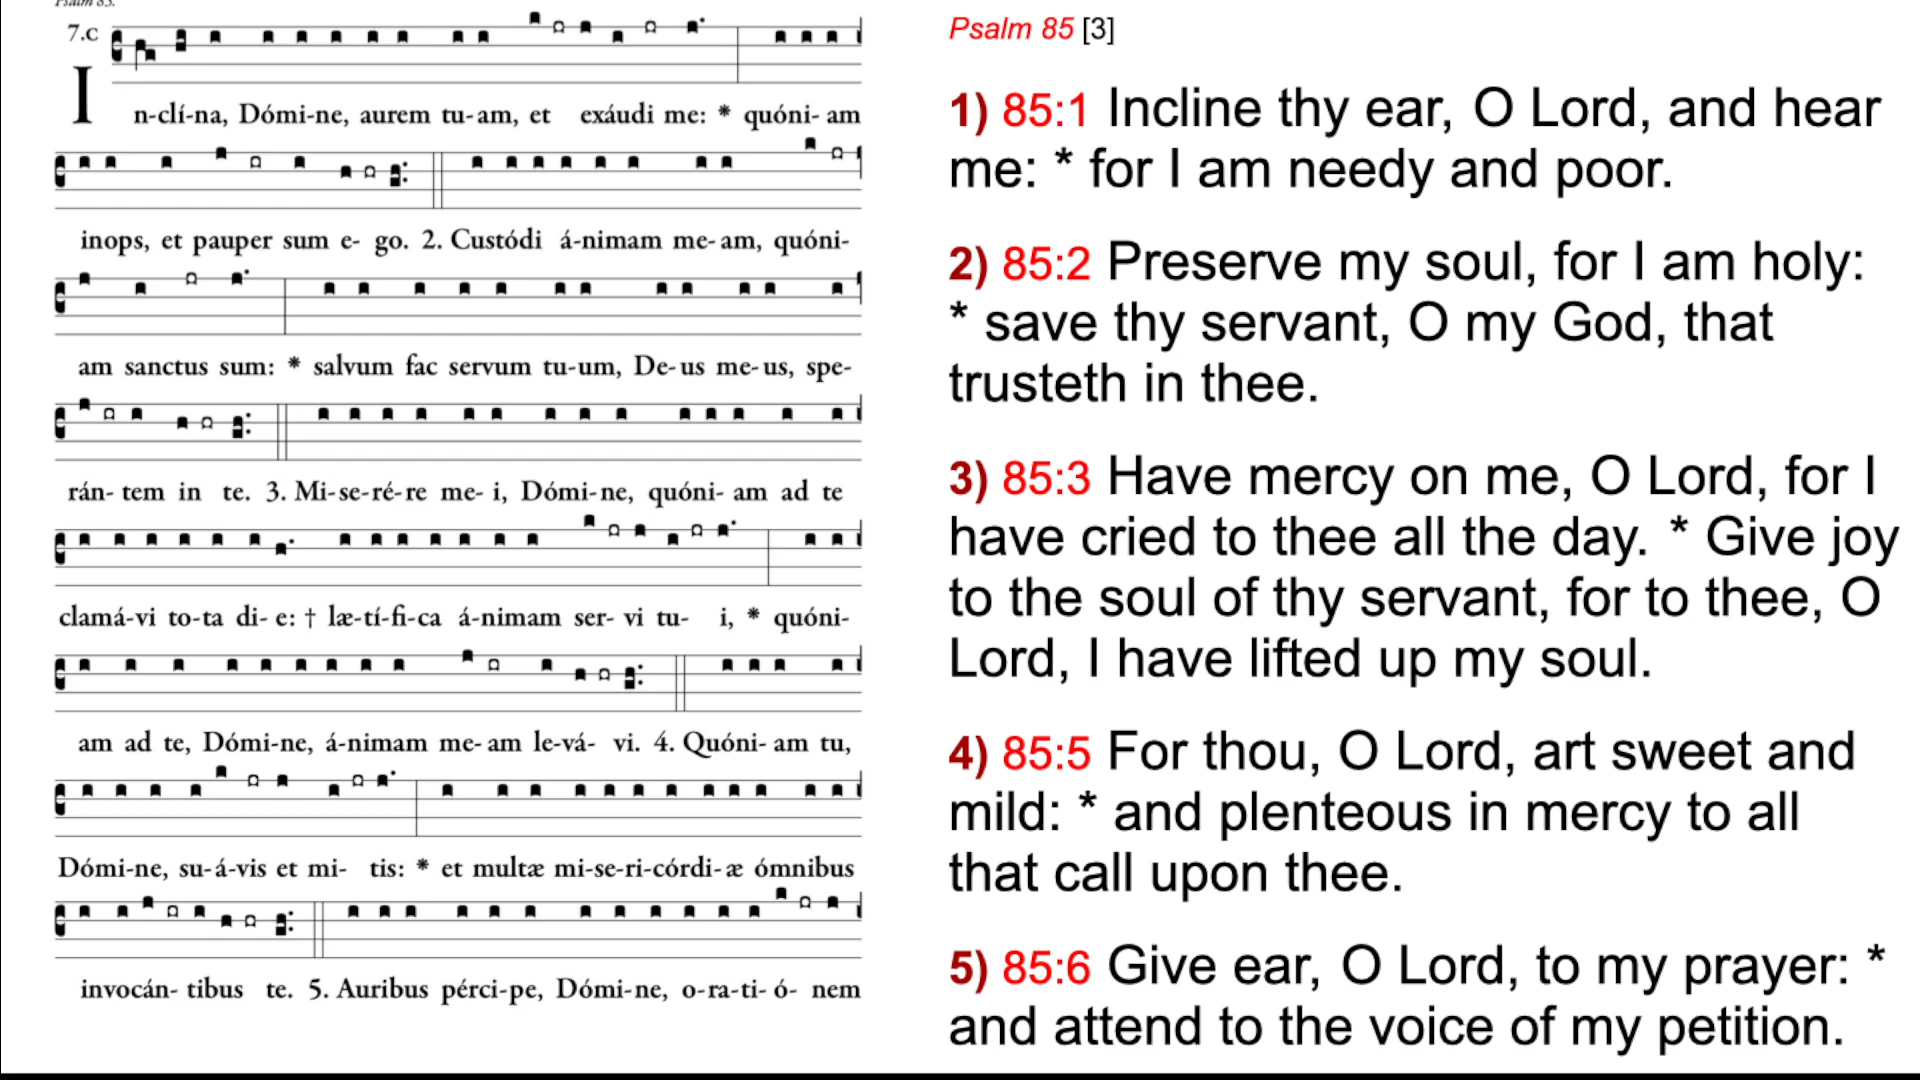 Psalm 85.
7.c
In-clí-na, Dómi-ne, aurem tu-am, et exáudi me: * quóni-am
inops, et pauper sum e-go. 2. Custódi á-nimam me-am, quóni-
am sanctus sum: * salvum fac servum tu-um, De-us me-us, spe-
rán-tem in te. 3. Mi-se-ré-re me-i, Dómi-ne, quóni-am ad te
clamá-vi to-ta di-e: † læ-tí-fi-ca á-nimam ser-vi tu-i, * quóni-
am ad te, Dómi-ne, á-nimam me-am le-vá-vi. 4. Quóni-am tu,
Dómi-ne, su-á-vis et mi-tis: * et multæ mi-se-ri-córdi-æ ómnibus
invocán-tibus te. 5. Auribus pérci-pe, Dómi-ne, o-ra-ti-ó-nem
Psalm 85 [3]
1) 85:1 Incline thy ear, O Lord, and hear
me: * for I am needy and poor.
2) 85:2 Preserve my soul, for I am holy:
* save thy servant, O my God, that
trusteth in thee.
3) 85:3 Have mercy on me, O Lord, for I
have cried to thee all the day. * Give joy
to the soul of thy servant, for to thee, O
Lord, I have lifted up my soul.
4) 85:5 For thou, O Lord, art sweet and
mild: * and plenteous in mercy to all
that call upon thee.
5) 85:6 Give ear, O Lord, to my prayer: *
and attend to the voice of my petition.